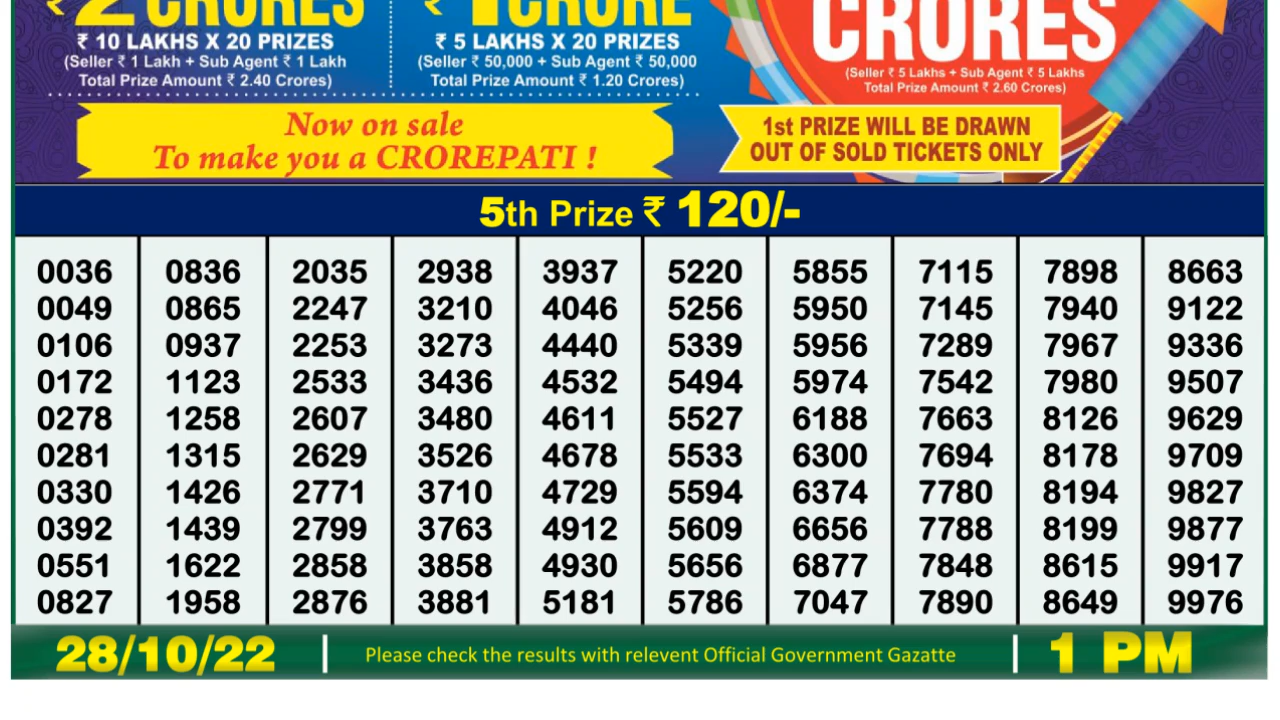 ₹2 CRORES
₹ 10 LAKHS X 20 PRIZES
(Seller ₹ 1 Lakh + Sub Agent ₹ 1 Lakh
Total Prize Amount ₹ 2.40 Crores)
₹1 CRORE
₹ 5 LAKHS X 20 PRIZES
(Seller ₹ 50,000 + Sub Agent ₹ 50,000
Total Prize Amount ₹ 1.20 Crores)
CRORES
(Seller ₹ 5 Lakhs + Sub Agent ₹ 5 Lakhs
Total Prize Amount ₹ 2.60 Crores)
Now on sale
To make you a CROREPATI !
1st PRIZE WILL BE DRAWN
OUT OF SOLD TICKETS ONLY
5th Prize ₹ 120/-
0036 0836 2035 2938 3937 5220 5855 7115 7898 8663
0049 0865 2247 3210 4046 5256 5950 7145 7940 9122
0106 0937 2253 3273 4440 5339 5956 7289 7967 9336
0172 1123 2533 3436 4532 5494 5974 7542 7980 9507
0278 1258 2607 3480 4611 5527 6188 7663 8126 9629
0281 1315 2629 3526 4678 5533 6300 7694 8178 9709
0330 1426 2771 3710 4729 5594 6374 7780 8194 9827
0392 1439 2799 3763 4912 5609 6656 7788 8199 9877
0551 1622 2858 3858 4930 5656 6877 7848 8615 9917
0827 1958 2876 3881 5181 5786 7047 7890 8649 9976
28/10/22 | Please check the results with relevent Official Government Gazatte | 1 PM